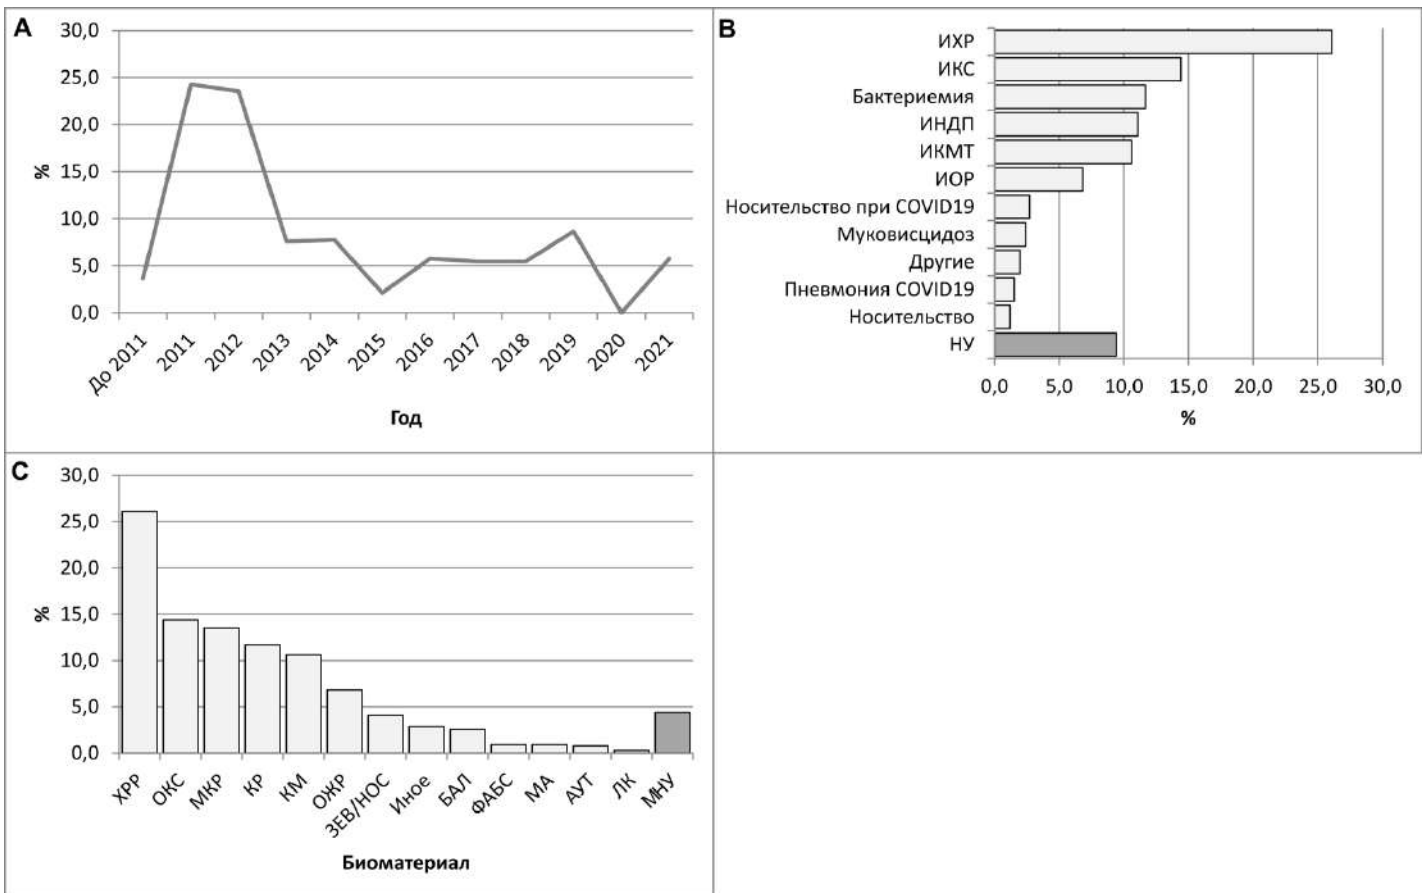 A
30,0
25,0
20,0
15,0
10,0
5,0
0,0
%
До 2011
2011
2012
2013
2014
2015
2016
2017
2018
2019
2020
2021
Год
B
ИХР
ИКС
Бактериемия
ИНДП
ИКМТ
ИОР
Носительство при COVID19
Муковисцидоз
Другие
Пневмония COVID19
Носительство
НУ
0,0 5,0 10,0 15,0 20,0 25,0 30,0
%
C
30,0
25,0
20,0
15,0
10,0
5,0
0,0
%
ХРР
ОКС
МКР
КР
КМ
ОЖР
ЗЕВ/НОС
Иное
БАЛ
ФАБС
МА
АУТ
ЛК
МНУ
Биоматериал